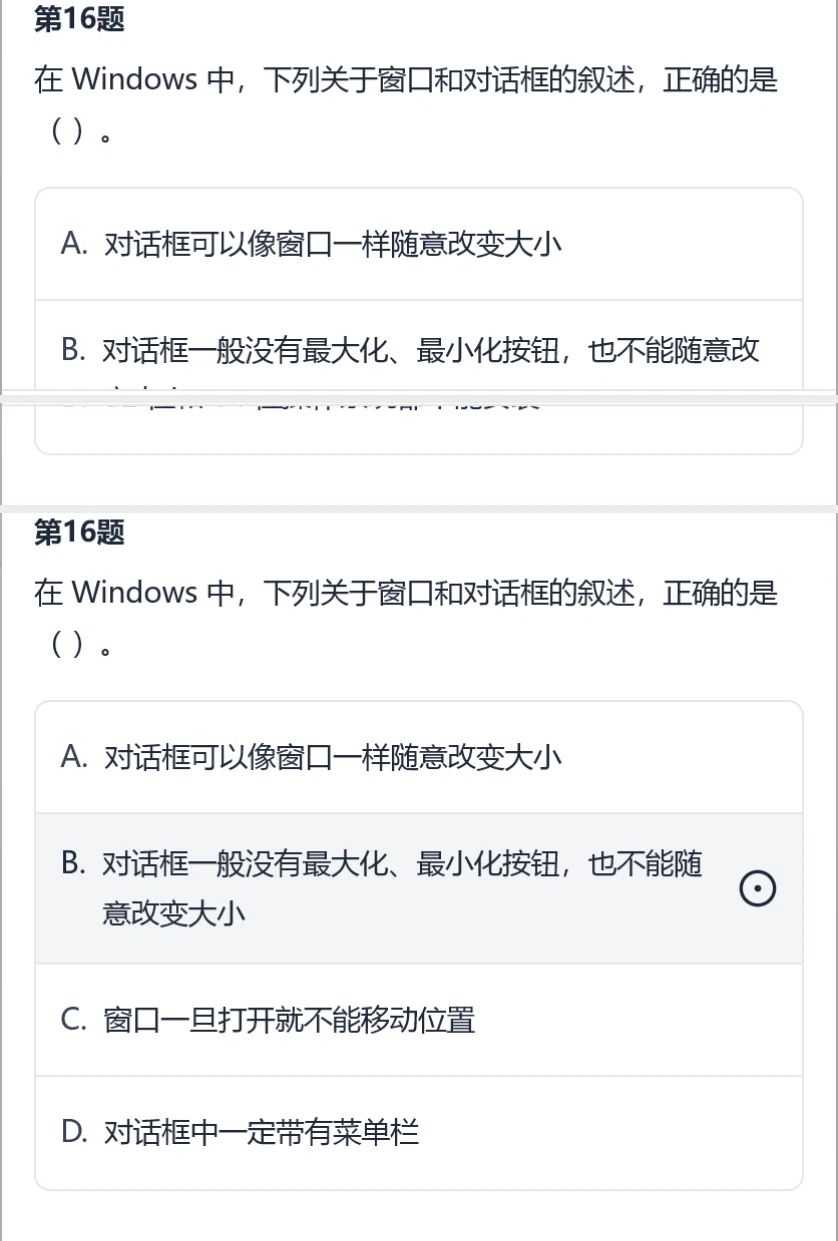 第16题
在 Windows 中，下列关于窗口和对话框的叙述，正确的是
（ ）。
A. 对话框可以像窗口一样随意改变大小
B. 对话框一般没有最大化、最小化按钮，也不能随意改
第16题
在 Windows 中，下列关于窗口和对话框的叙述，正确的是
（ ）。
A. 对话框可以像窗口一样随意改变大小
B. 对话框一般没有最大化、最小化按钮，也不能随
意改变大小
C. 窗口一旦打开就不能移动位置
D. 对话框中一定带有菜单栏